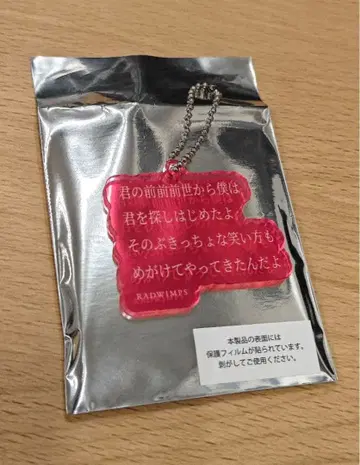 君の前前前世から僕は
君を探しはじめたよ
そのぶきっちょな笑い方も
めがけてやってきたんだよ
RADWIMPS
本製品の表面には
保護フィルムが貼られています、
剥がしてご使用ください。